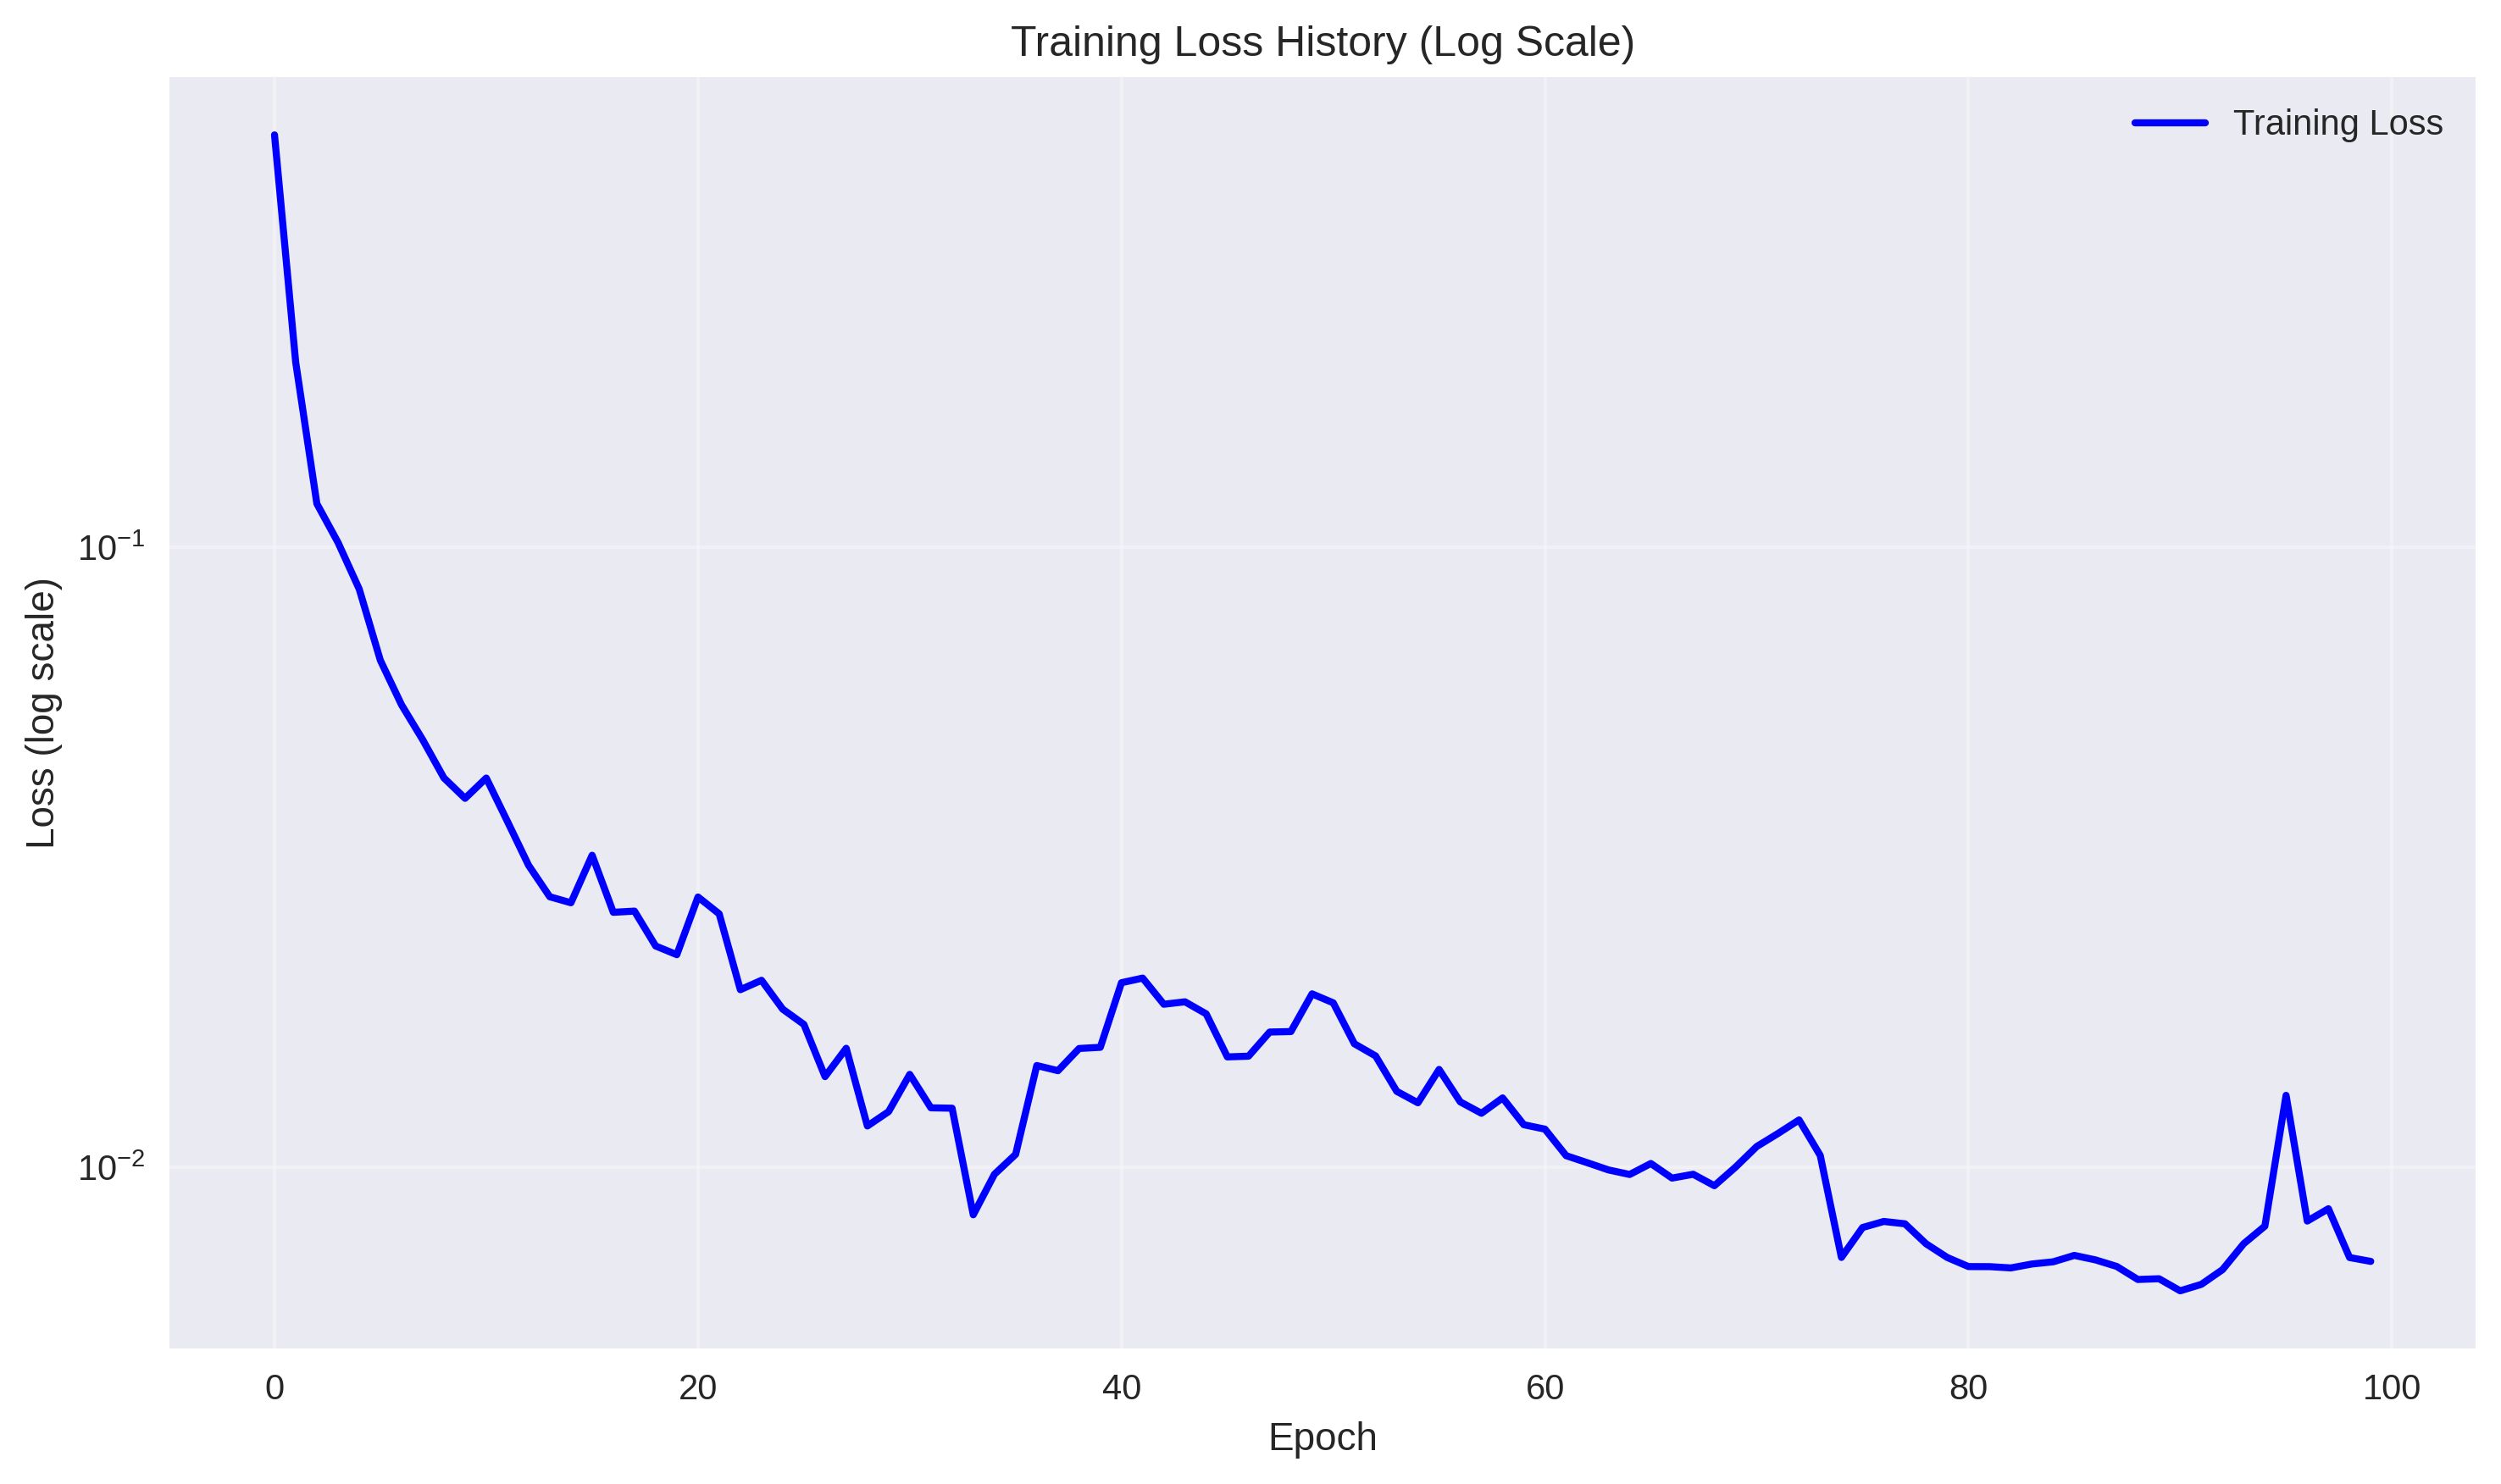 Training Loss History (Log Scale)
Training Loss
10⁻¹
10⁻²
Loss (log scale)
0 20 40 60 80 100
Epoch